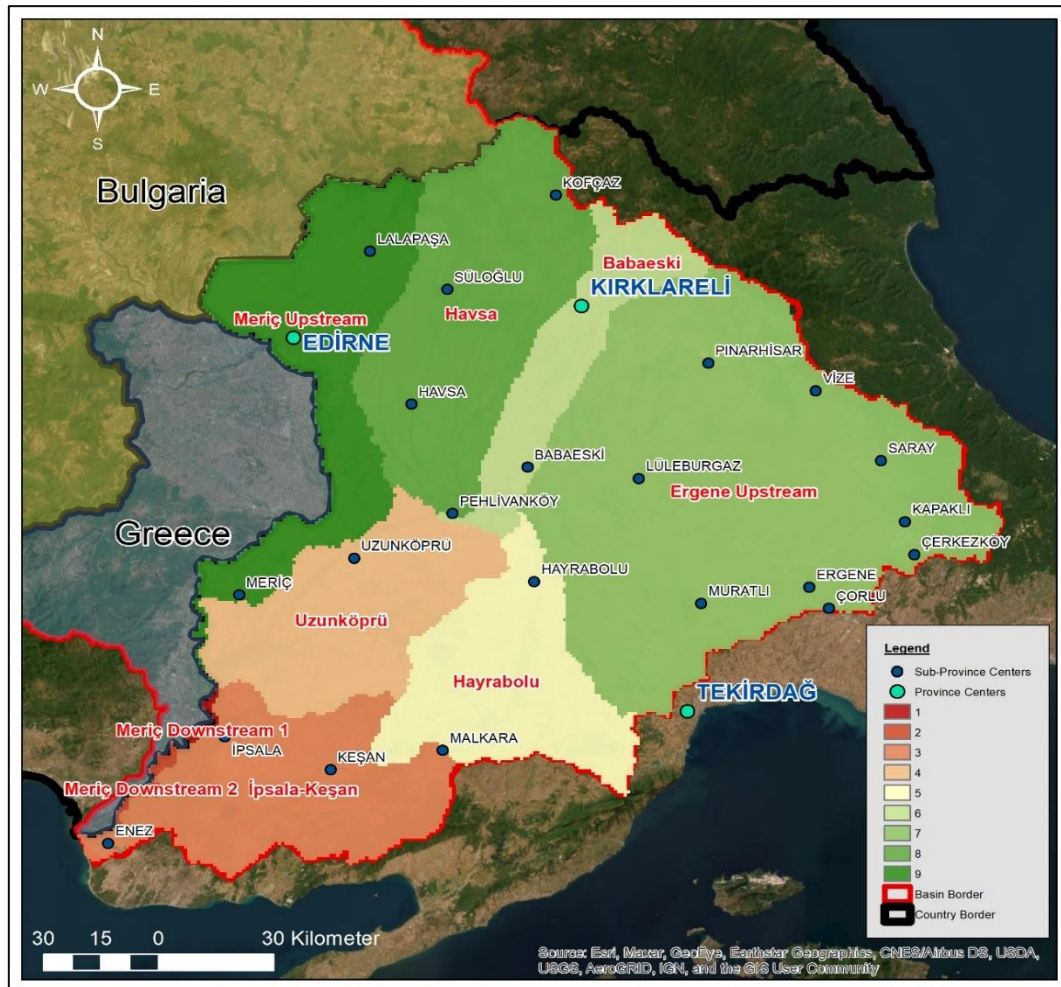 N
W E
S
Bulgaria
KOFÇAZ
LALAPAŞA
Babaeski
SÜLOĞLU
KIRKLARELİ
Havsa
Meriç Upstream
EDİRNE
PINARHİSAR
VİZE
HAVSA
SARAY
BABAESKİ
LÜLEBURGAZ
Ergene Upstream
PEHLİVANKÖY
KAPAKLI
Greece
UZUNKÖPRÜ
ÇERKEZKÖY
HAYRABOLU
MERİÇ
ERGENE
MURATLI
ÇORLU
Uzunköprü
Hayrabolu
TEKİRDAĞ
Meriç Downstream 1
İPSALA
MALKARA
KEŞAN
Meriç Downstream 2 İpsala-Keşan
ENEZ
Legend
Sub-Province Centers
Province Centers
1
2
3
4
5
6
7
8
9
Basin Border
Country Border
30 15 0 30 Kilometer
Source: Esri, Maxar, GeoEye, Earthstar Geographics, CNES/Airbus DS, USDA,
USGS, AeroGRID, IGN, and the GIS User Community